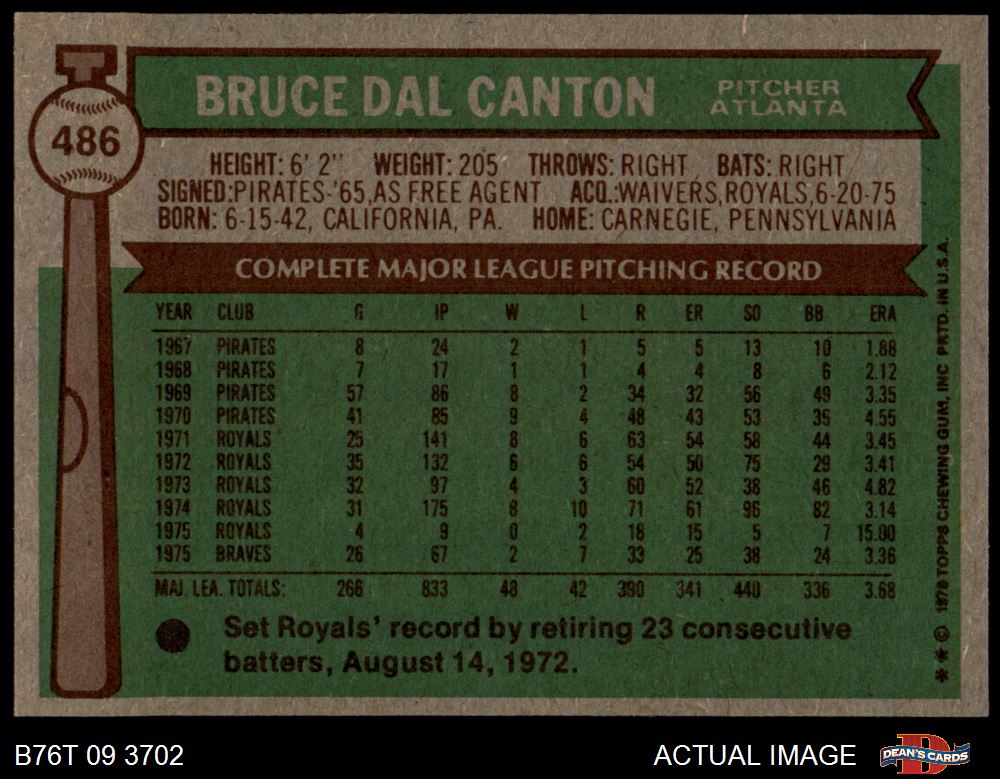 486
BRUCE DAL CANTON PITCHER ATLANTA
HEIGHT: 6' 2" WEIGHT: 205 THROWS: RIGHT BATS: RIGHT
SIGNED: PIRATES-'65, AS FREE AGENT ACQ.: WAIVERS, ROYALS, 6-20-75
BORN: 6-15-42, CALIFORNIA, PA. HOME: CARNEGIE, PENNSYLVANIA
COMPLETE MAJOR LEAGUE PITCHING RECORD
YEAR CLUB G IP W L R ER SO BB ERA
1967 PIRATES 8 24 2 1 5 5 13 10 1.88
1968 PIRATES 7 17 1 1 4 4 8 6 2.12
1969 PIRATES 57 86 8 2 34 32 56 49 3.35
1970 PIRATES 41 85 9 4 48 43 53 39 4.55
1971 ROYALS 25 141 8 6 63 54 58 44 3.45
1972 ROYALS 35 132 6 6 54 50 75 29 3.41
1973 ROYALS 32 97 4 3 60 52 38 46 4.82
1974 ROYALS 31 175 8 10 71 61 96 82 3.14
1975 ROYALS 4 9 0 2 18 15 5 7 15.00
1975 BRAVES 26 67 2 7 33 25 38 24 3.36
MAJ. LEA. TOTALS: 266 833 48 42 390 341 440 336 3.68
Set Royals' record by retiring 23 consecutive
batters, August 14, 1972.
** © 1976 TOPPS CHEWING GUM, INC PRTD. IN U.S.A.
B76T 09 3702 ACTUAL IMAGE DEAN'S CARDS